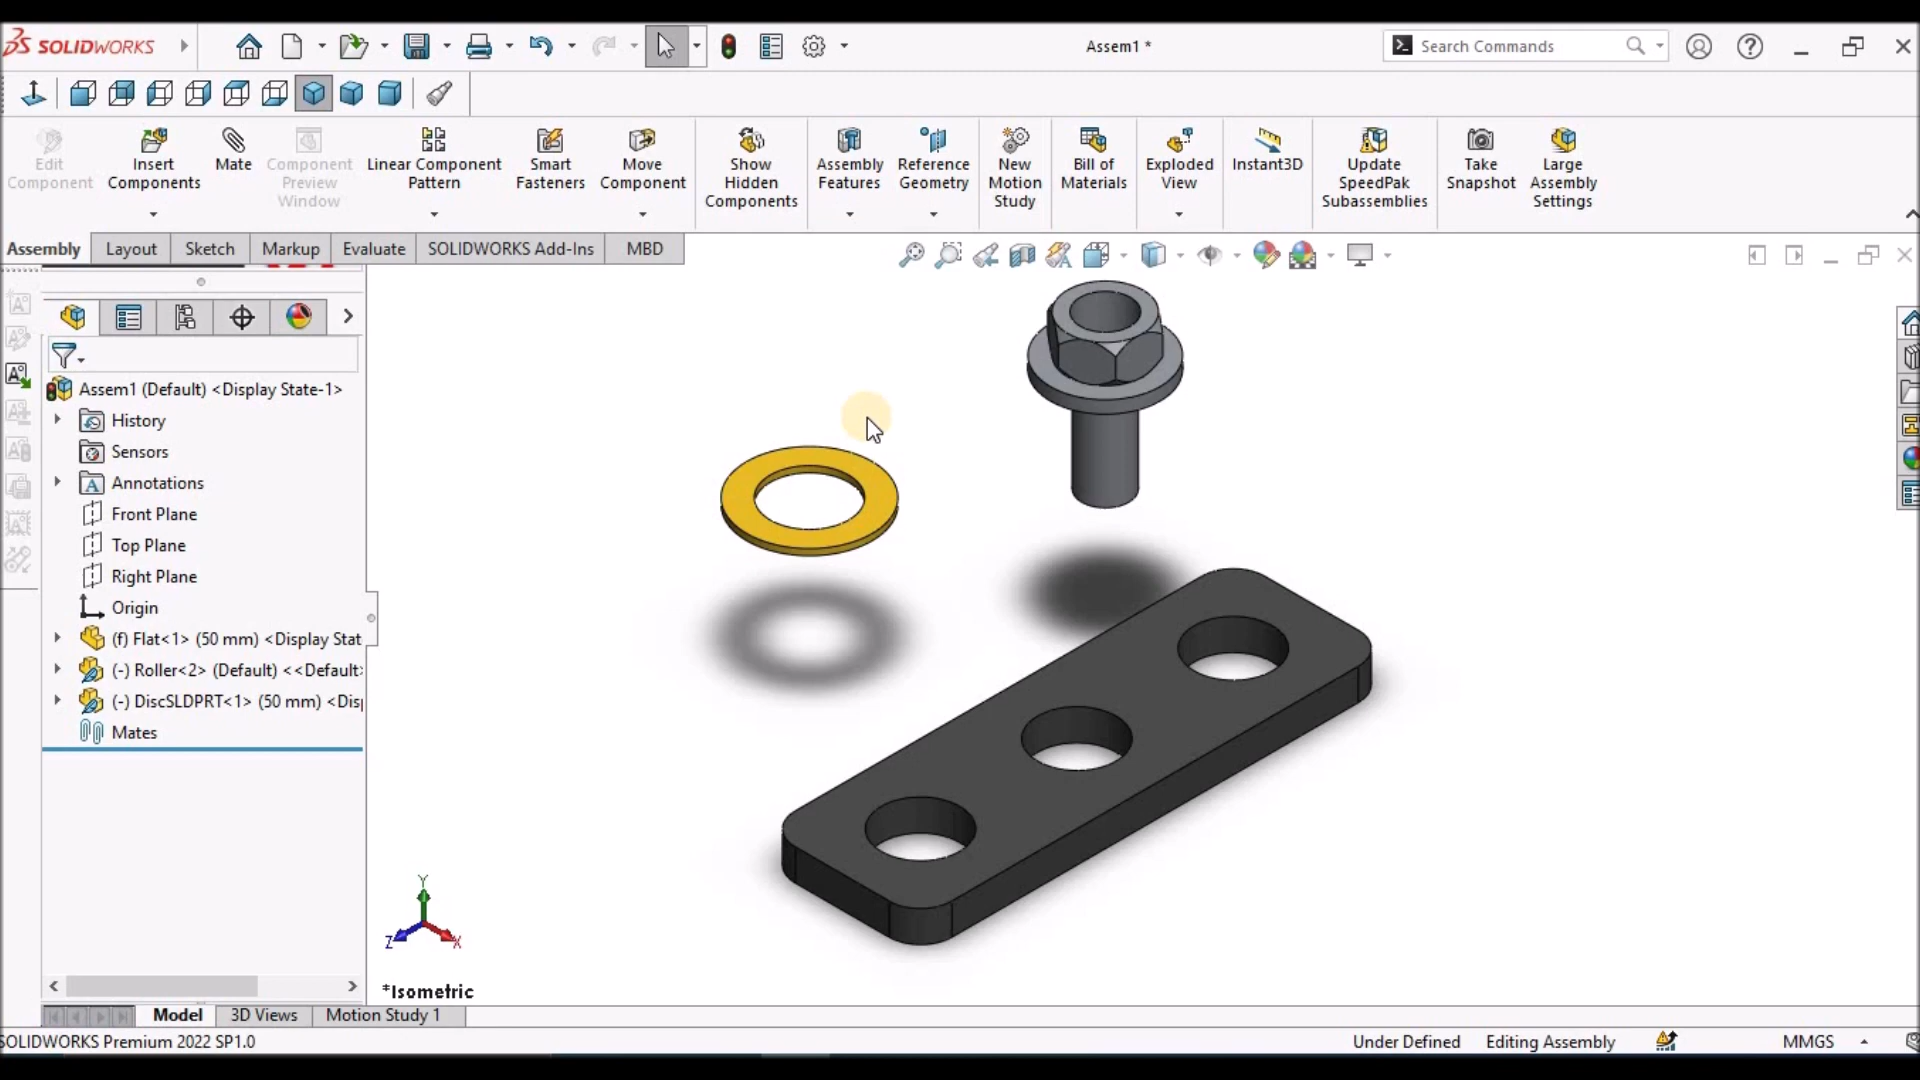 SOLIDWORKS
Assem1 *
Search Commands
Edit Component
Insert Components
Mate
Component Preview Window
Linear Component Pattern
Smart Fasteners
Move Component
Show Hidden Components
Assembly Features
Reference Geometry
New Motion Study
Bill of Materials
Exploded View
Instant3D
Update SpeedPak Subassemblies
Take Snapshot
Large Assembly Settings
Assembly
Layout
Sketch
Markup
Evaluate
SOLIDWORKS Add-Ins
MBD
Assem1 (Default) <Display State-1>
History
Sensors
Annotations
Front Plane
Top Plane
Right Plane
Origin
(f) Flat<1> (50 mm) <Display Stat
(-) Roller<2> (Default) <<Default>
(-) DiscSLDPRT<1> (50 mm) <Disp
Mates
Y
Z
X
*Isometric
Model
3D Views
Motion Study 1
SOLIDWORKS Premium 2022 SP1.0
Under Defined
Editing Assembly
MMGS